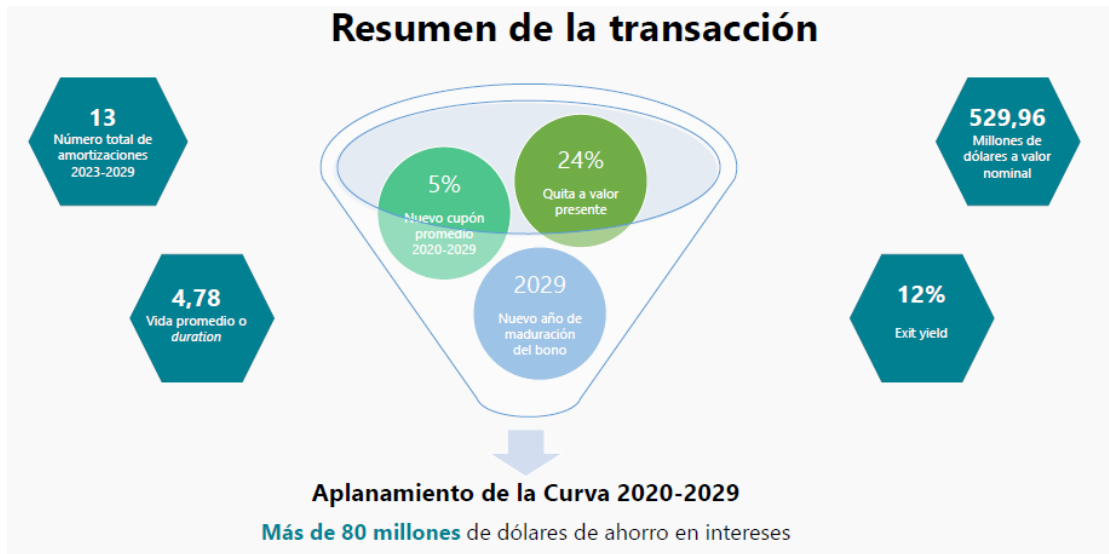 Resumen de la transacción
13
Número total de
amortizaciones
2023-2029
4,78
Vida promedio o
duration
5%
Nuevo cupón
promedio
2020-2029
24%
Quita a valor
presente
2029
Nuevo año de
maduración
del bono
529,96
Millones de
dólares a valor
nominal
12%
Exit yield
Aplanamiento de la Curva 2020-2029
Más de 80 millones de dólares de ahorro en intereses